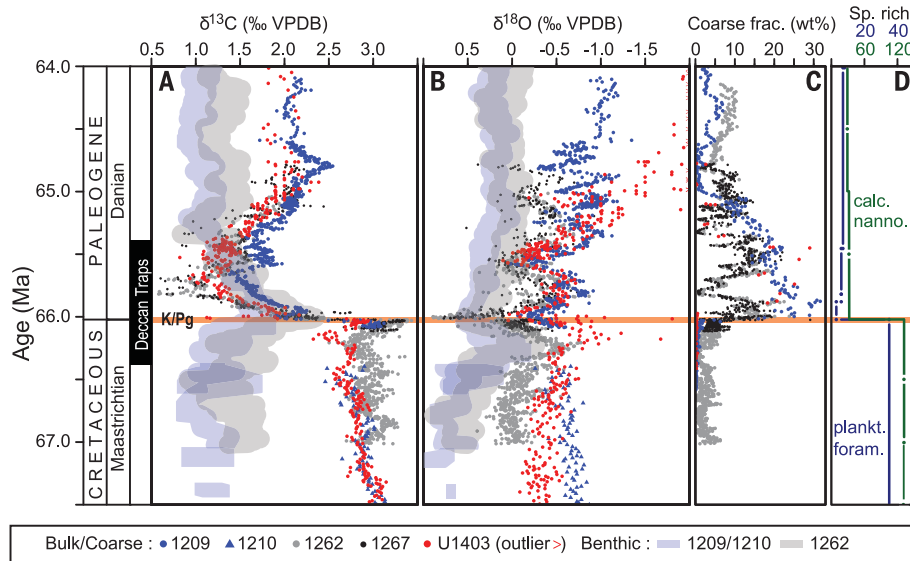 δ13C (‰ VPDB) δ18O (‰ VPDB) Coarse frac. (wt%) Sp. rich
20 40
0.5 1.0 1.5 2.0 2.5 3.0 0.5 0 -0.5 -1.0 -1.5 0 10 20 30 60 120
A B C D
64.0
65.0
66.0
67.0
Age (Ma)
PALEOGENE
Danian
CRETACEOUS
Maastrichtian
Deccan Traps
K/Pg
calc.
nanno.
plankt.
foram.
Bulk/Coarse : 1209 1210 1262 1267 U1403 (outlier >) Benthic : 1209/1210 1262